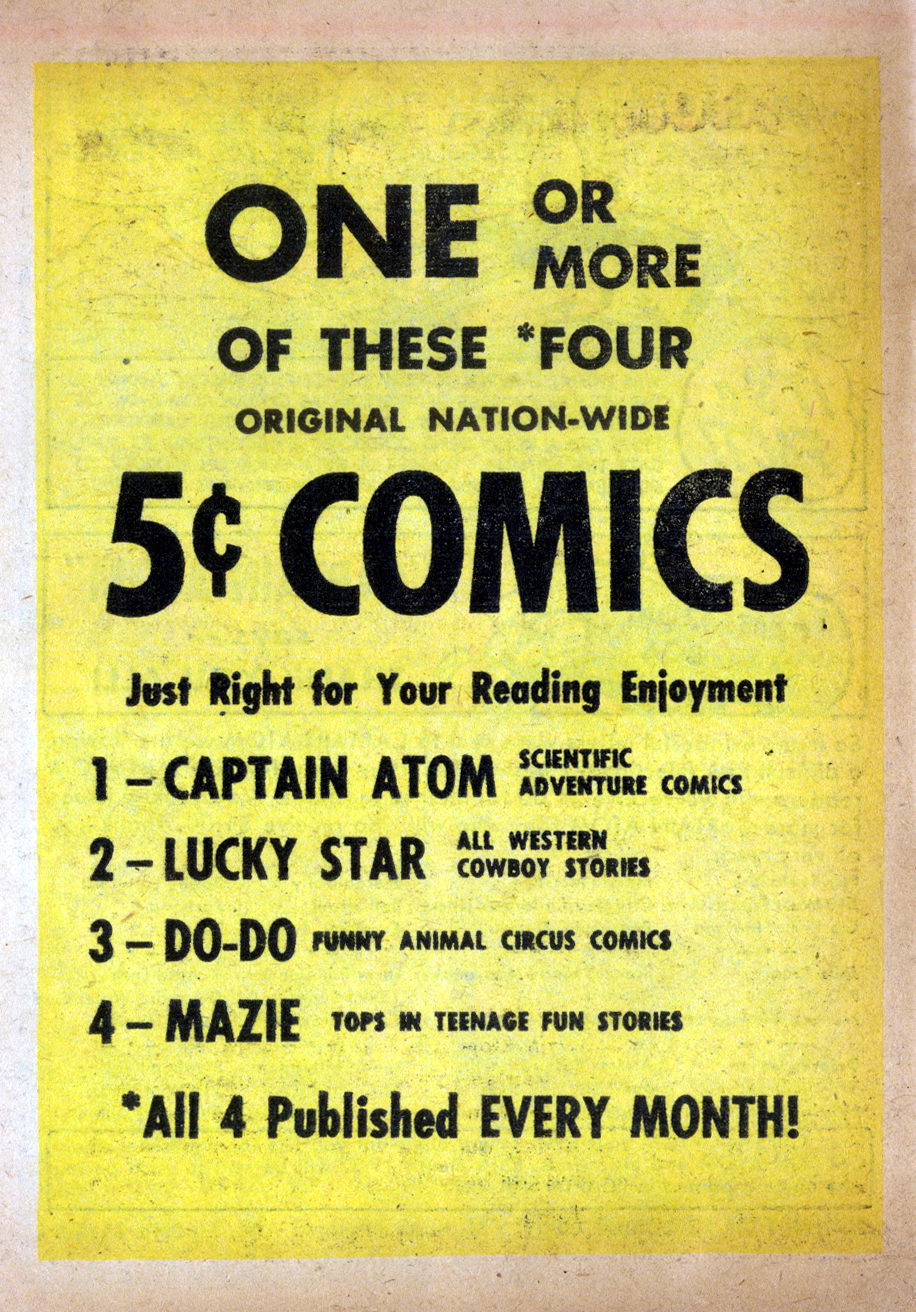 ONE OR MORE
OF THESE *FOUR
ORIGINAL NATION-WIDE
5¢ COMICS
Just Right for Your Reading Enjoyment
1 – CAPTAIN ATOM SCIENTIFIC ADVENTURE COMICS
2 – LUCKY STAR ALL WESTERN COWBOY STORIES
3 – DO-DO FUNNY ANIMAL CIRCUS COMICS
4 – MAZIE TOPS IN TEENAGE FUN STORIES
*All 4 Published EVERY MONTH!